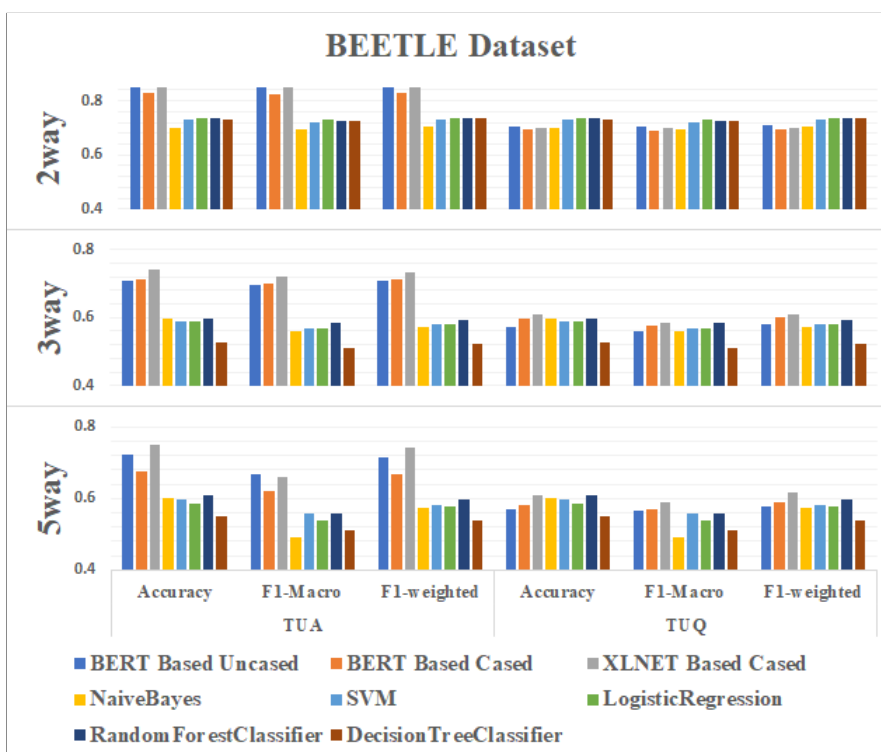 BEETLE Dataset
2way
0.8
0.6
0.4
3way
0.8
0.6
0.4
5way
0.8
0.6
0.4
Accuracy F1-Macro F1-weighted Accuracy F1-Macro F1-weighted
TUA TUQ
BERT Based Uncased BERT Based Cased XLNET Based Cased
NaiveBayes SVM LogisticRegression
RandomForestClassifier DecisionTreeClassifier